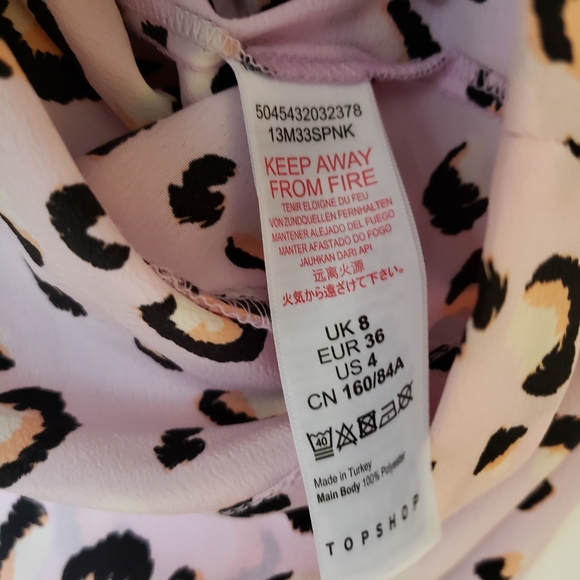 5045432032378
13M33SPNK
KEEP AWAY
FROM FIRE
TENIR ELOIGNE DU FEU
VON ZUNDQUELLEN FERNHALTEN
MANTENER ALEJADO DEL FUEGO
MANTER AFASTADO DO FOGO
JAUHKAN DARI API
远离火源
火気から遠ざけて下さい。
UK 8
EUR 36
US 4
CN 160/84A
40
Made in Turkey
Main Body 100% Polyester
TOPSHOP